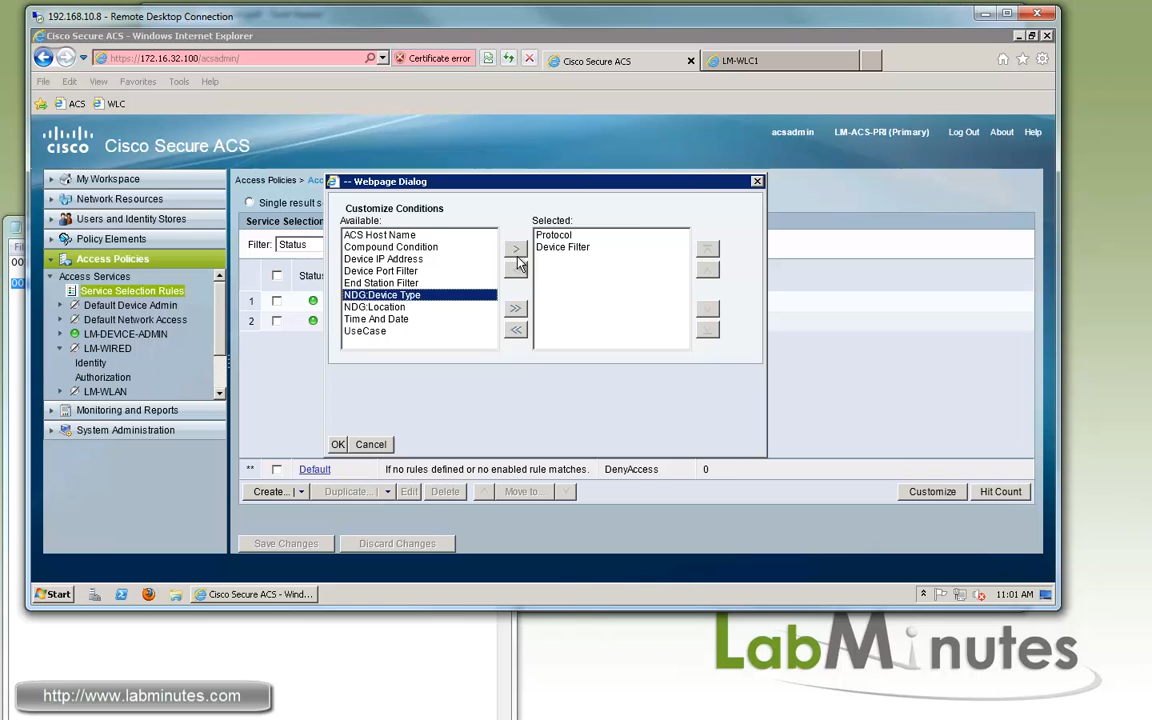 192.168.10.8 - Remote Desktop Connection
Cisco Secure ACS - Windows Internet Explorer
https://172.16.32.100/acsadmin/
Certificate error
Cisco Secure ACS
LM-WLC1
File Edit View Favorites Tools Help
ACS WLC
CISCO Cisco Secure ACS
acsadmin LM-ACS-PRI (Primary) Log Out About Help
My Workspace
Network Resources
Users and Identity Stores
Policy Elements
Access Policies
Access Services
Service Selection Rules
Default Device Admin
Default Network Access
LM-DEVICE-ADMIN
LM-WIRED
Identity
Authorization
LM-WLAN
Monitoring and Reports
System Administration
Access Policies > Acc
Single result s
Service Selection
Filter: Status
Status
1
2
-- Webpage Dialog
Customize Conditions
Available:
ACS Host Name
Compound Condition
Device IP Address
Device Port Filter
End Station Filter
NDG:Device Type
NDG:Location
Time And Date
UseCase
Selected:
Protocol
Device Filter
OK Cancel
** Default If no rules defined or no enabled rule matches. DenyAccess 0
Create... | Duplicate... | Edit Delete Move to... Customize Hit Count
Save Changes Discard Changes
Start Cisco Secure ACS - Wind... 11:01 AM
LabMinutes
http://www.labminutes.com